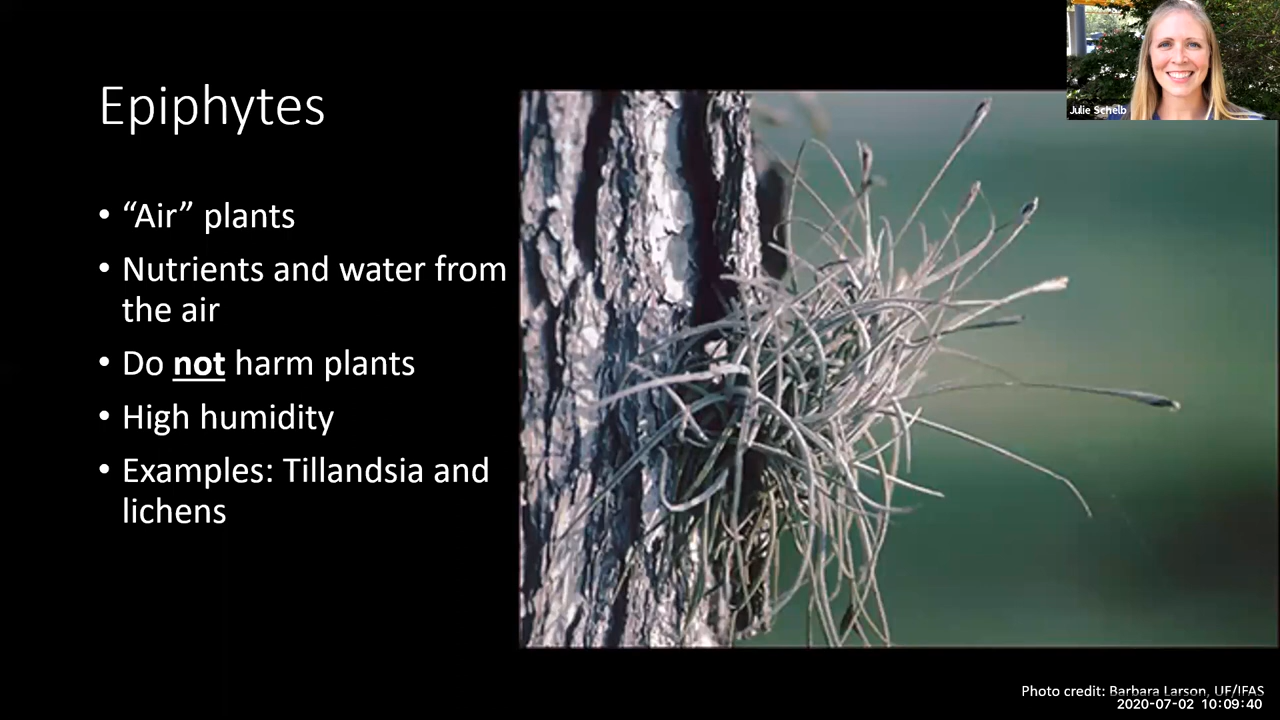 Julie Schelb
Epiphytes
• “Air” plants
• Nutrients and water from
the air
• Do not harm plants
• High humidity
• Examples: Tillandsia and
lichens
Photo credit: Barbara Larson, UF/IFAS
2020-07-02 10:09:40